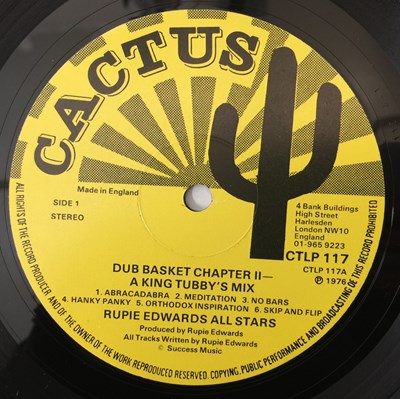 CACTUS
Made in England
SIDE 1
STEREO
4 Bank Buildings
High Street
Harlesden
London NW10
England
01-965 9223
CTLP 117
CTLP 117A
℗ 1976
DUB BASKET CHAPTER II—
A KING TUBBY'S MIX
1. ABRACADABRA 2. MEDITATION 3. NO BARS
4. HANKY PANKY 5. ORTHODOX INSPIRATION 6. SKIP AND FLIP
RUPIE EDWARDS ALL STARS
Produced by Rupie Edwards
All Tracks Written by Rupie Edwards
© Success Music
ALL RIGHTS OF THE RECORD PRODUCER AND OF THE OWNER OF THE WORK REPRODUCED RESERVED. COPYING, PUBLIC PERFORMANCE AND BROADCASTING OF THIS RECORD PROHIBITED